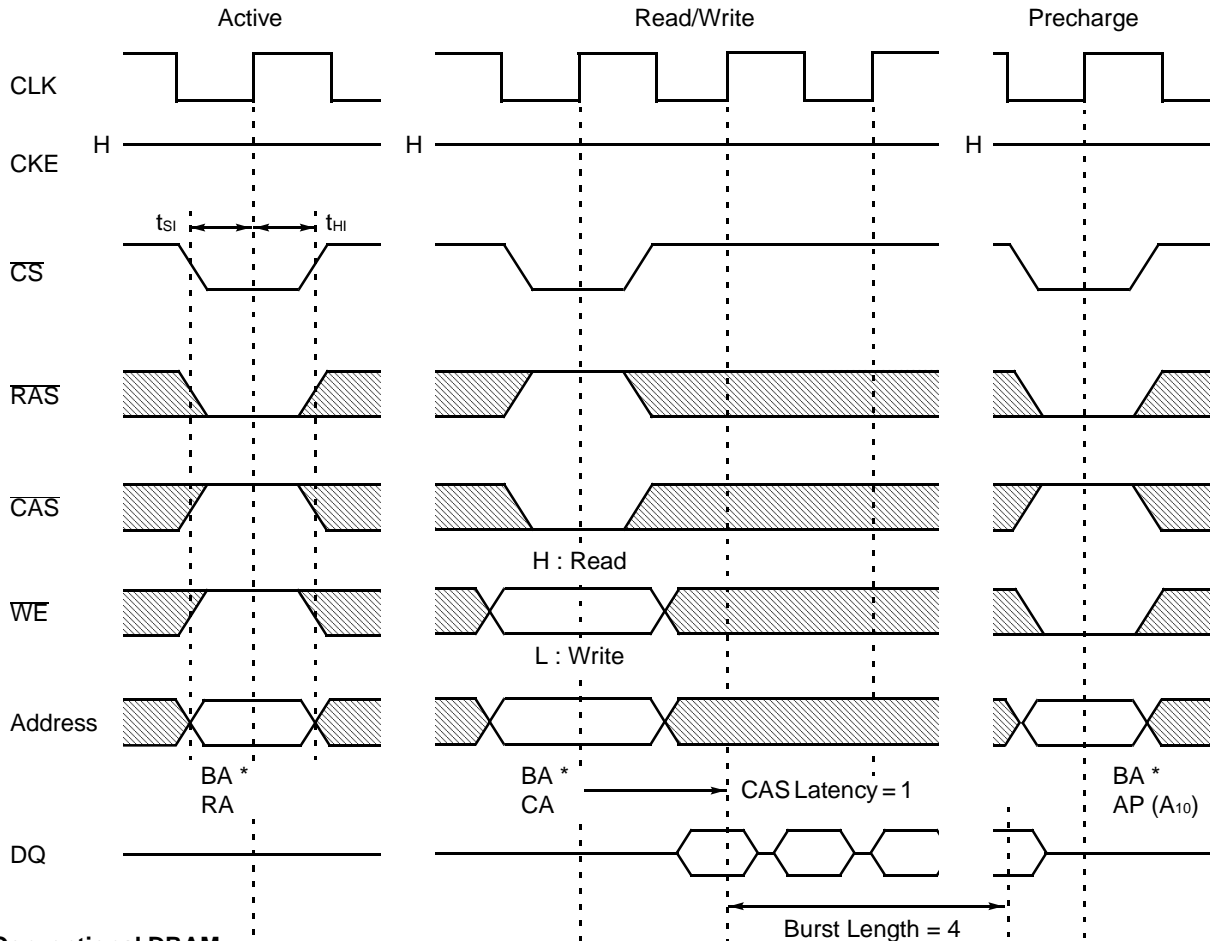 Active Read/Write Precharge
CLK
H H H
CKE
tSI tHI
CS
RAS
CAS
H : Read
WE
L : Write
Address
BA * BA * CAS Latency = 1 BA *
RA CA AP (A10)
DQ
Burst Length = 4